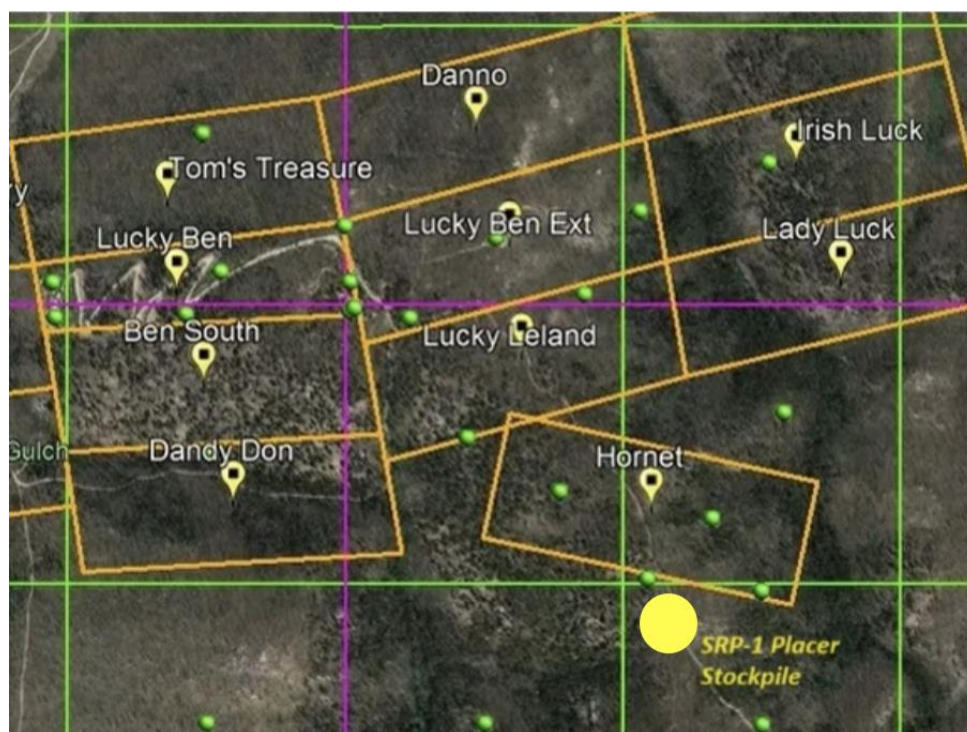 Danno
Irish Luck
Tom's Treasure
ry
Lucky Ben Ext
Lady Luck
Lucky Ben
Ben South
Lucky Leland
Gulch
Dandy Don
Hornet
SRP-1 Placer
Stockpile